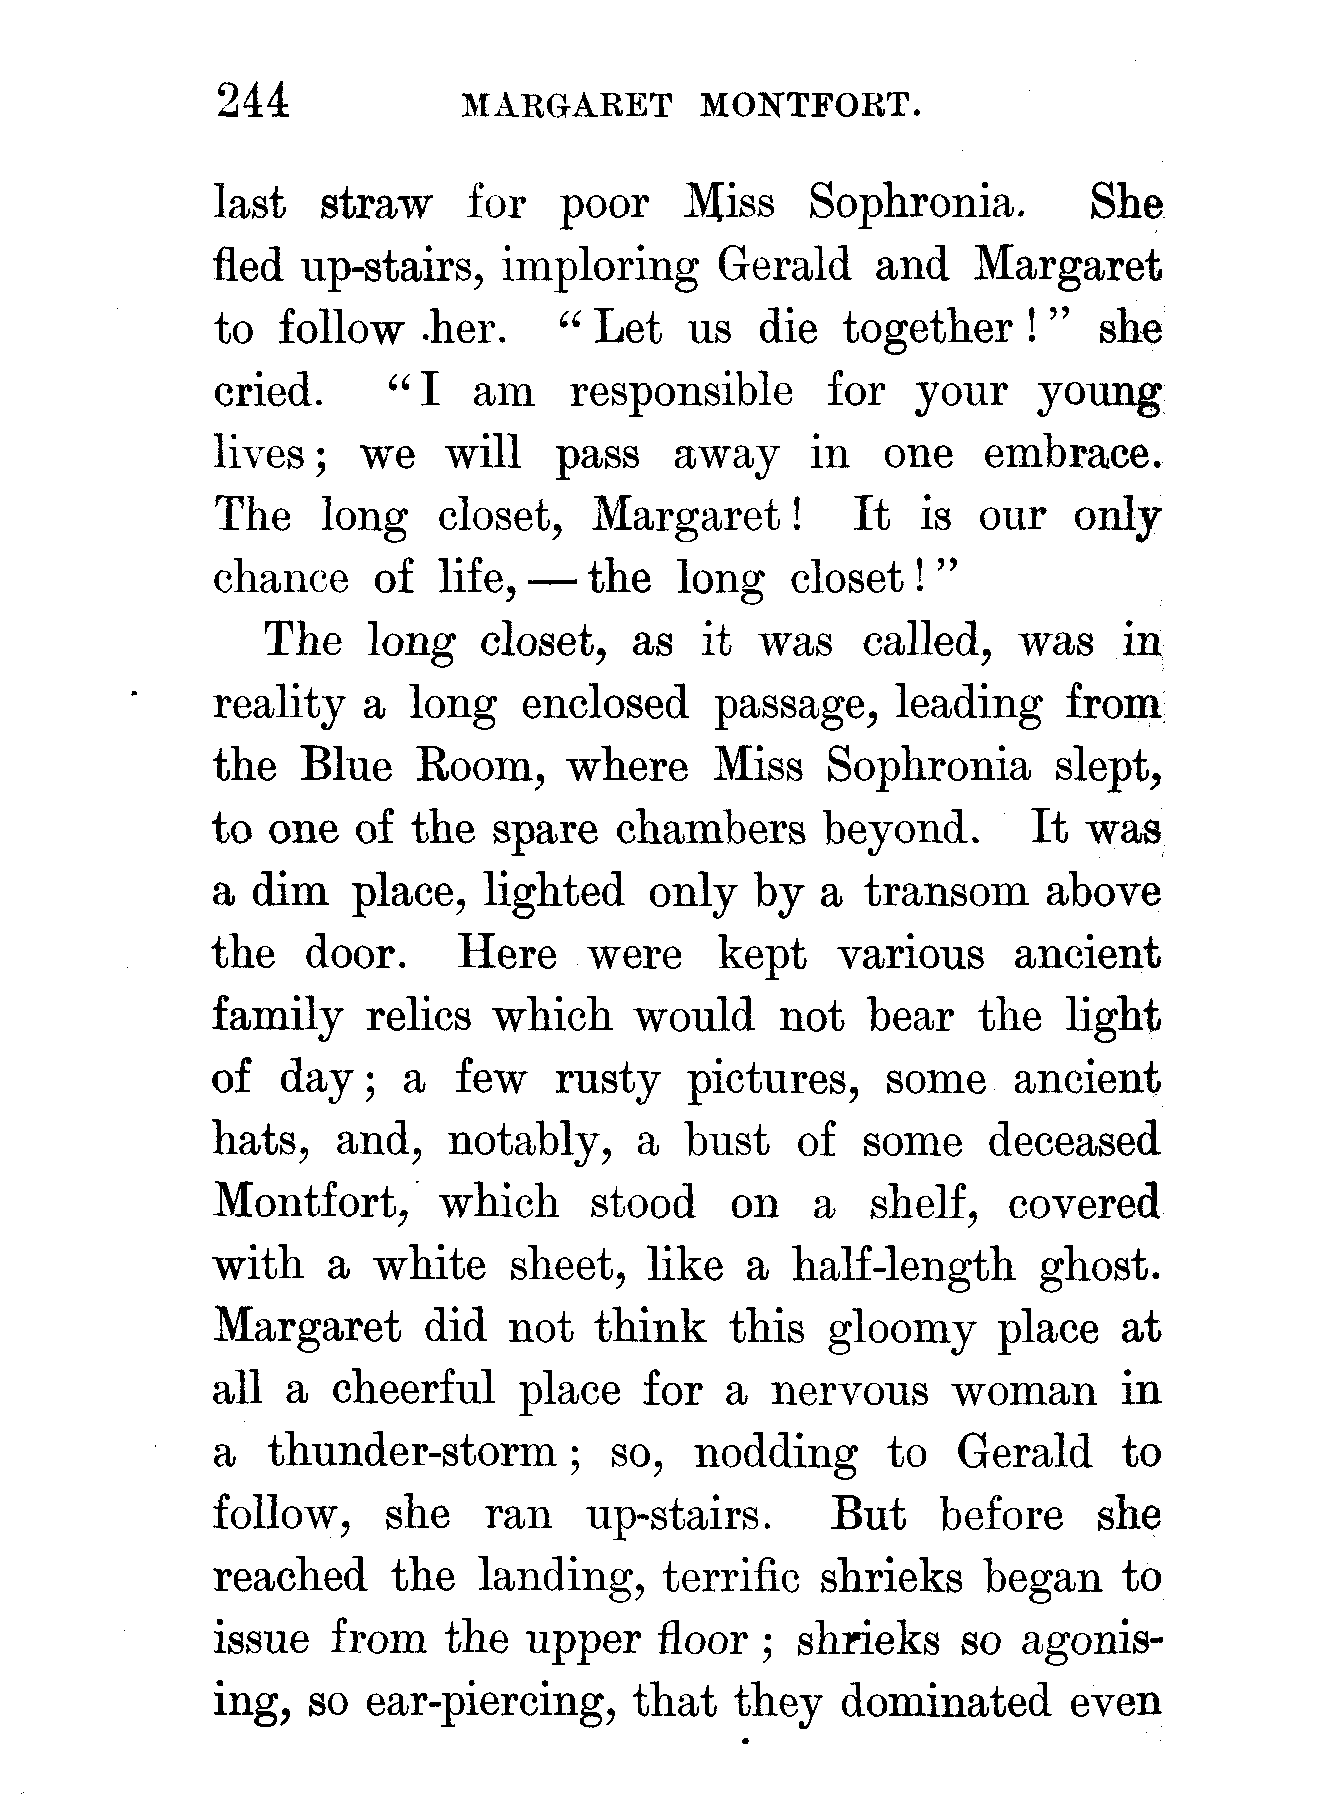 244 MARGARET MONTFORT.
last straw for poor Miss Sophronia. She
fled up-stairs, imploring Gerald and Margaret
to follow her. " Let us die together ! " she
cried. " I am responsible for your young
lives ; we will pass away in one embrace.
The long closet, Margaret ! It is our only
chance of life, — the long closet ! "
The long closet, as it was called, was in
reality a long enclosed passage, leading from
the Blue Room, where Miss Sophronia slept,
to one of the spare chambers beyond. It was
a dim place, lighted only by a transom above
the door. Here were kept various ancient
family relics which would not bear the light
of day ; a few rusty pictures, some ancient
hats, and, notably, a bust of some deceased
Montfort, which stood on a shelf, covered
with a white sheet, like a half-length ghost.
Margaret did not think this gloomy place at
all a cheerful place for a nervous woman in
a thunder-storm ; so, nodding to Gerald to
follow, she ran up-stairs. But before she
reached the landing, terrific shrieks began to
issue from the upper floor ; shrieks so agonis-
ing, so ear-piercing, that they dominated even